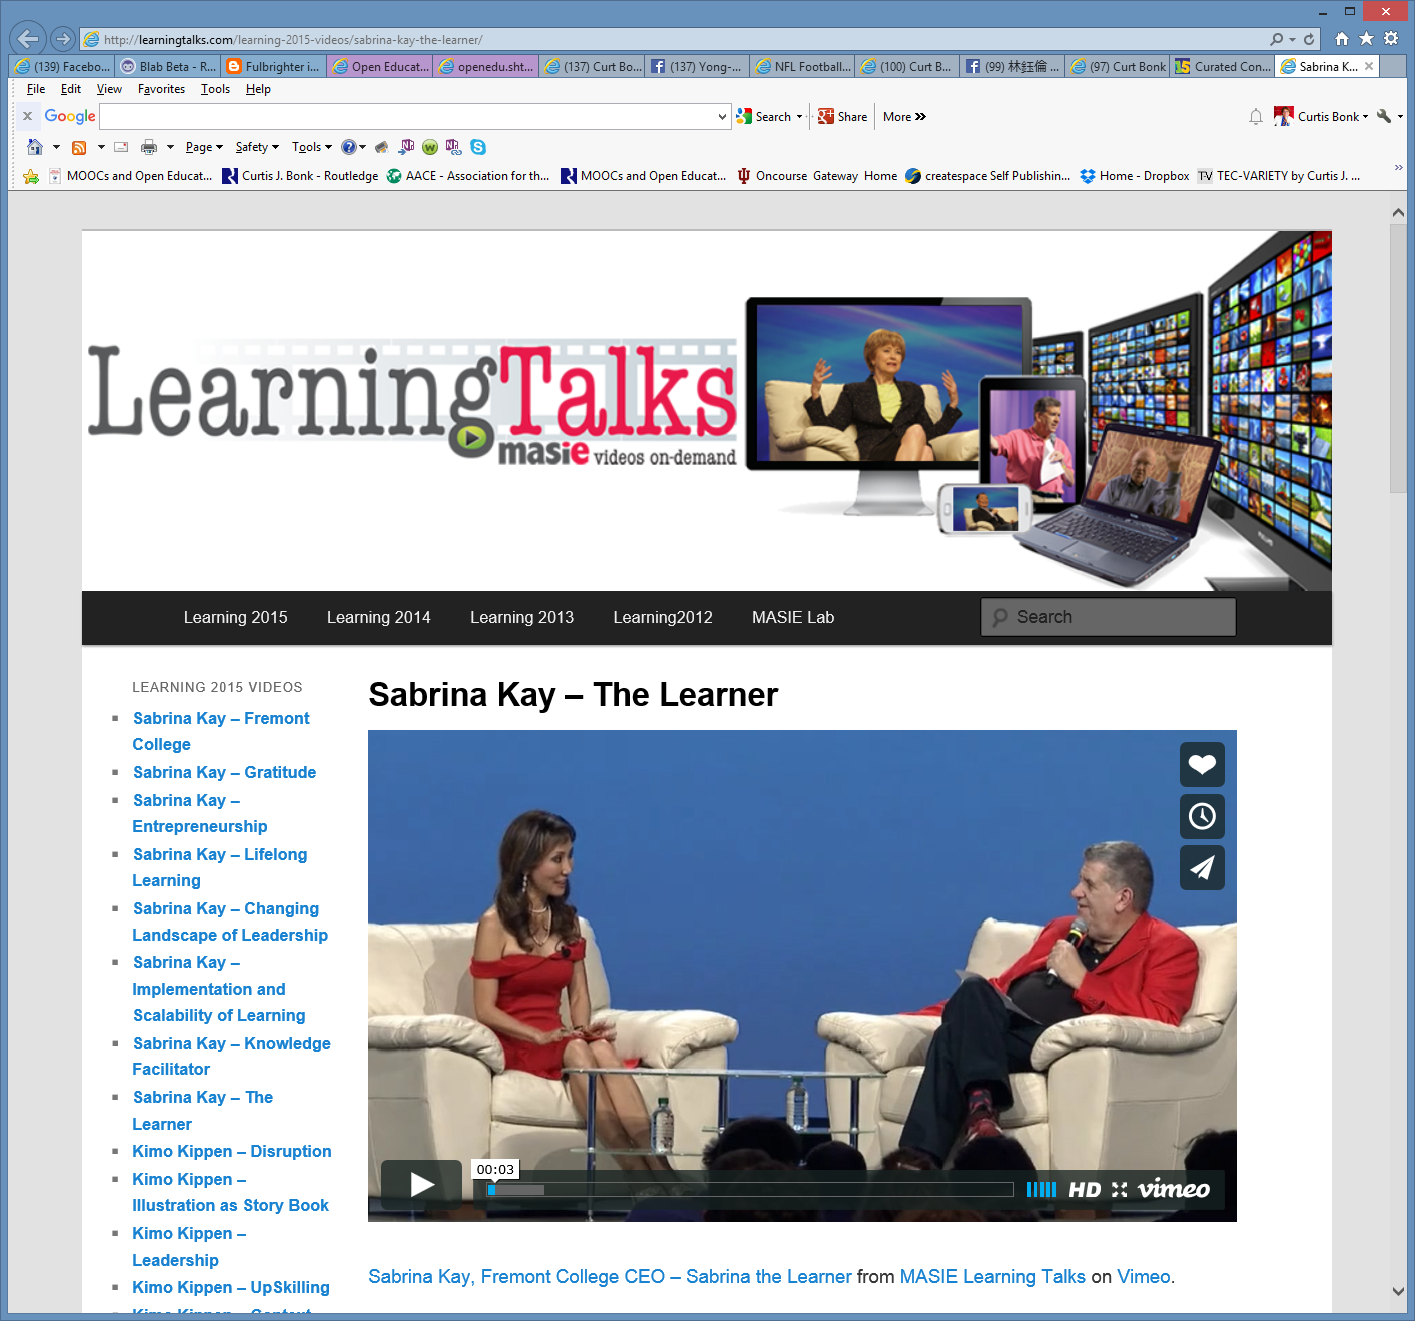 http://learningtalks.com/learning-2015-videos/sabrina-kay-the-learner/
(139) Facebo...
Blab Beta - R...
Fulbrighter i...
Open Educat...
openedu.sht...
(137) Curt Bo...
(137) Yong-...
NFL Football...
(100) Curt B...
(99) 林鈺倫 ...
(97) Curt Bonk
Curated Con...
Sabrina K...
File Edit View Favorites Tools Help
x Google Search Share More » Curtis Bonk
Page Safety Tools
MOOCs and Open Educat... Curtis J. Bonk - Routledge AACE - Association for th... MOOCs and Open Educat... Oncourse Gateway Home createspace Self Publishin... Home - Dropbox T-V TEC-VARIETY by Curtis J. ...
LearningTalks
masie videos on-demand
Learning 2015 Learning 2014 Learning 2013 Learning2012 MASIE Lab Search
LEARNING 2015 VIDEOS
Sabrina Kay – Fremont
College
Sabrina Kay – Gratitude
Sabrina Kay –
Entrepreneurship
Sabrina Kay – Lifelong
Learning
Sabrina Kay – Changing
Landscape of Leadership
Sabrina Kay –
Implementation and
Scalability of Learning
Sabrina Kay – Knowledge
Facilitator
Sabrina Kay – The
Learner
Kimo Kippen – Disruption
Kimo Kippen –
Illustration as Story Book
Kimo Kippen –
Leadership
Kimo Kippen – UpSkilling
Kimo Kippen – Context
Sabrina Kay – The Learner
00:03
HD vimeo
Sabrina Kay, Fremont College CEO – Sabrina the Learner from MASIE Learning Talks on Vimeo.